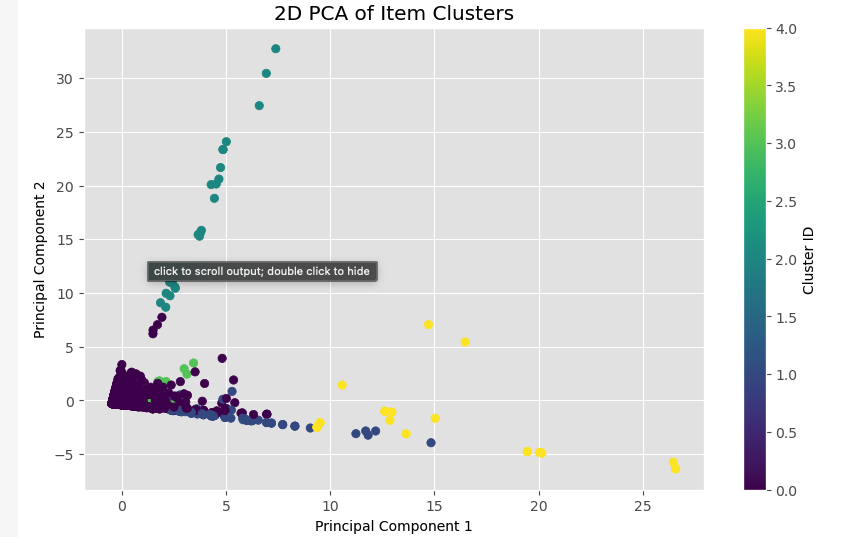 2D PCA of Item Clusters
Principal Component 2
30
25
20
15
10
5
0
−5
click to scroll output; double click to hide
0 5 10 15 20 25
Principal Component 1
4.0
3.5
3.0
2.5
2.0
1.5
1.0
0.5
0.0
Cluster ID